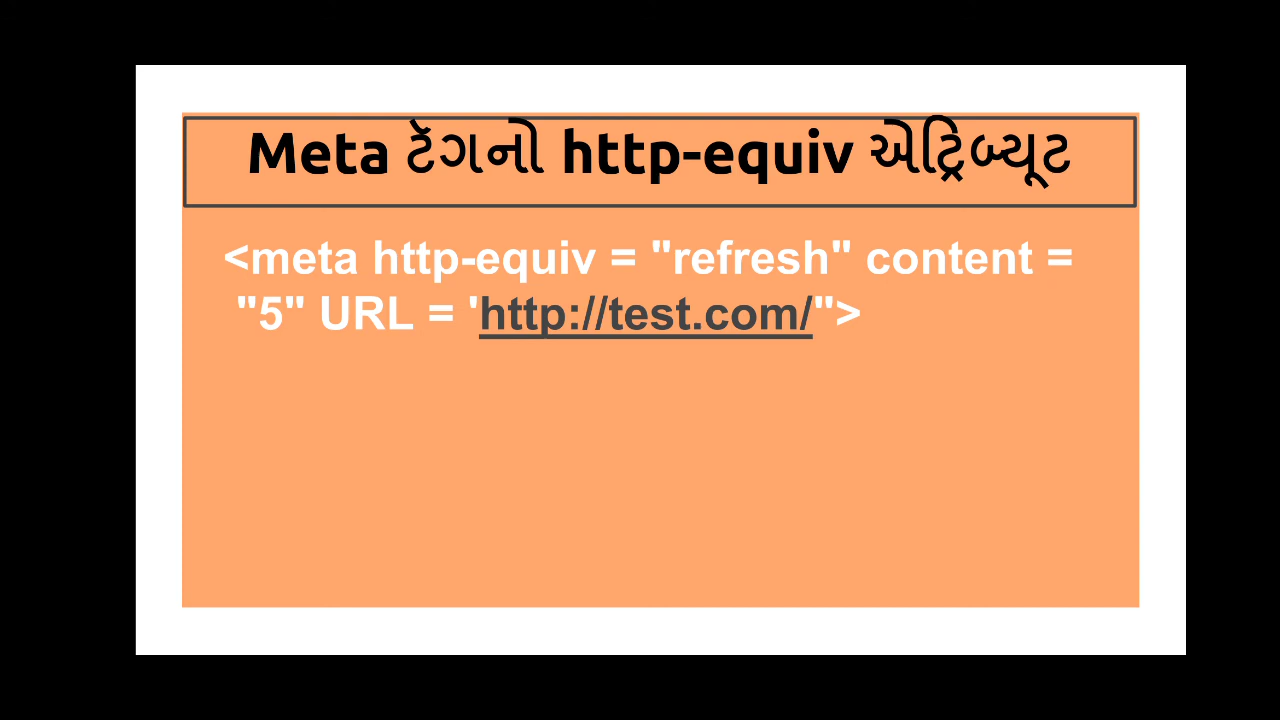 Meta ટૅગનો http-equiv એટ્રિબ્યૂટ
<meta http-equiv = "refresh" content =
"5" URL = 'http://test.com/">